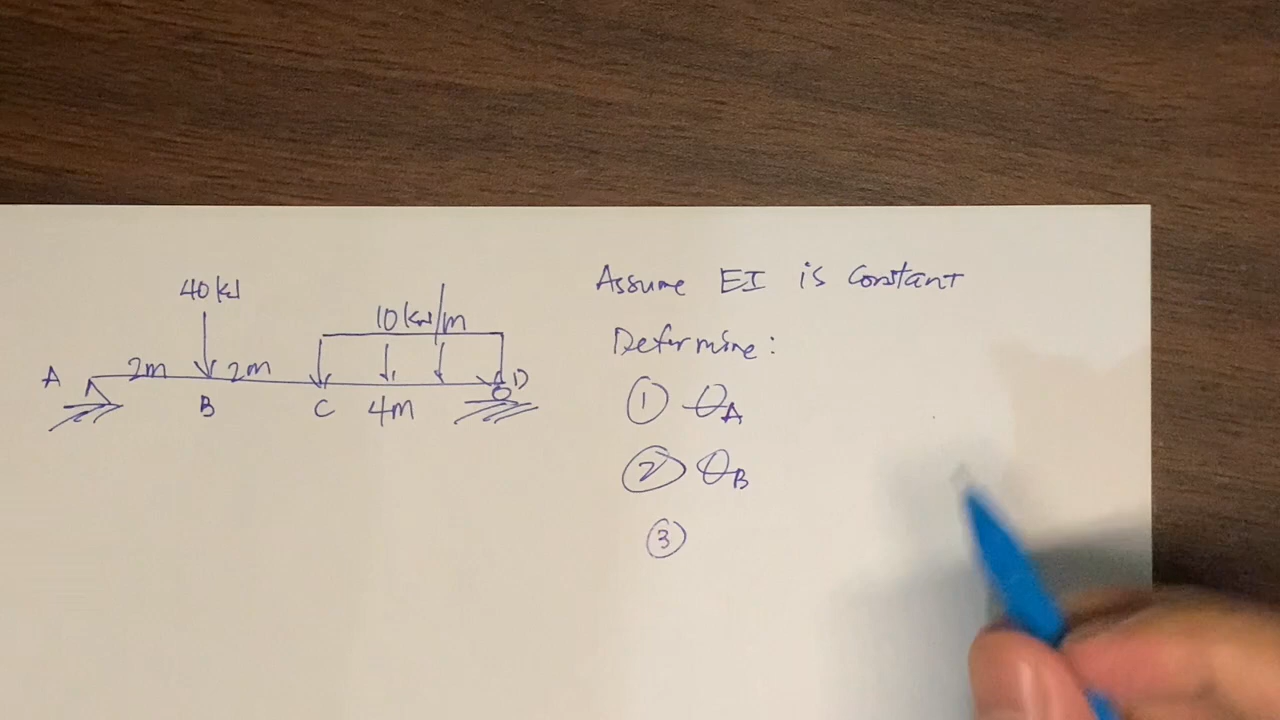 Assume EI is constant
Determine:
① θA
② θB
③
40 kN
10 kN/m
A 2m 2m D
B C 4m